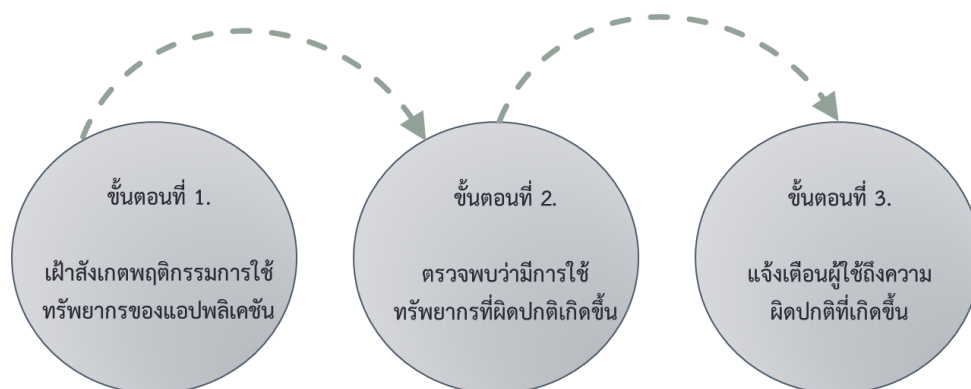 ขั้นตอนที่ 1.
เฝ้าสังเกตพฤติกรรมการใช้
ทรัพยากรของแอปพลิเคชัน
ขั้นตอนที่ 2.
ตรวจพบว่ามีการใช้
ทรัพยากรที่ผิดปกติเกิดขึ้น
ขั้นตอนที่ 3.
แจ้งเตือนผู้ใช้ถึงความ
ผิดปกติที่เกิดขึ้น